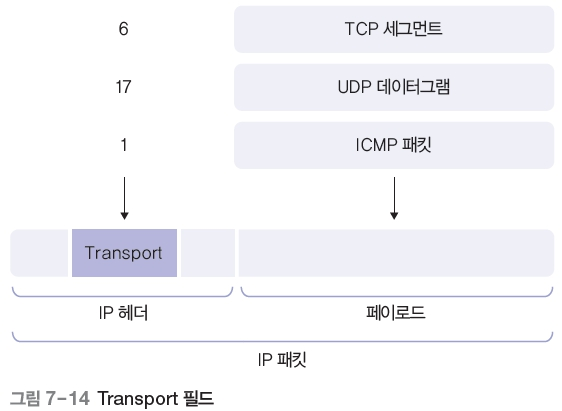 6 TCP 세그먼트
17 UDP 데이터그램
1 ICMP 패킷
Transport
IP 헤더 페이로드
IP 패킷
그림 7-14 Transport 필드